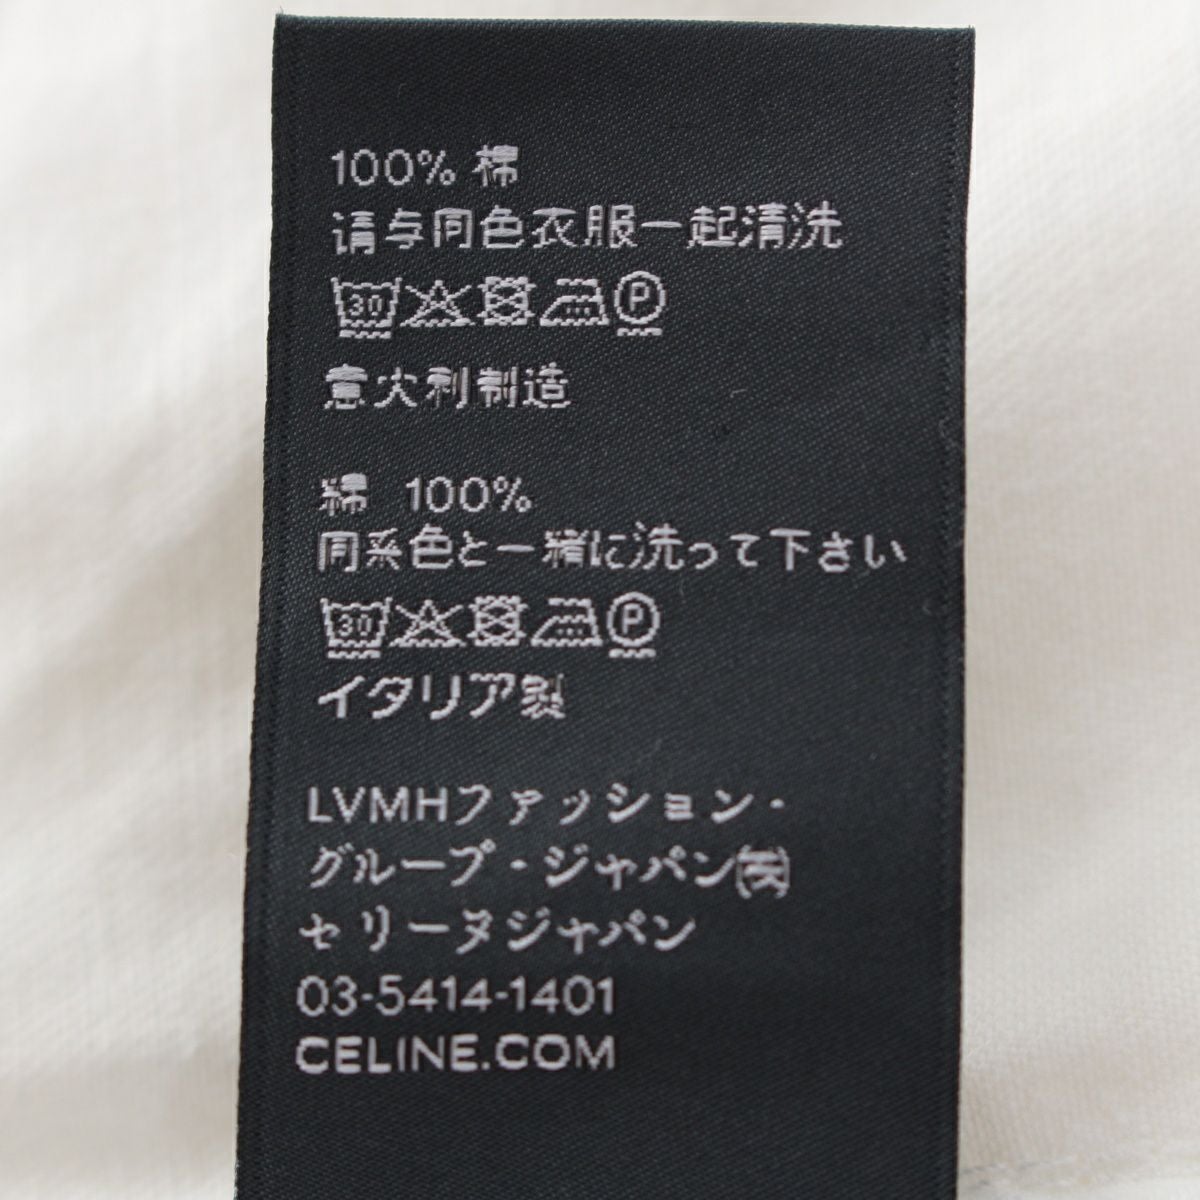 100% 棉
请与同色衣服一起清洗
30 P
意大利制造
綿 100%
同系色と一緒に洗って下さい
30 P
イタリア製
LVMHファッション・
グループ・ジャパン㈱
セリーヌジャパン
03-5414-1401
CELINE.COM